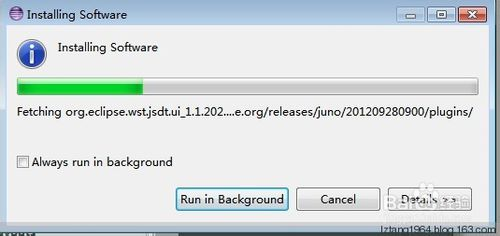 Installing Software
Installing Software
Fetching org.eclipse.wst.jsdt.ui_1.1.202....e.org/releases/juno/201209280900/plugins/
Always run in background
Run in Background
Cancel
Details >>
lztang1964.blog.163.com